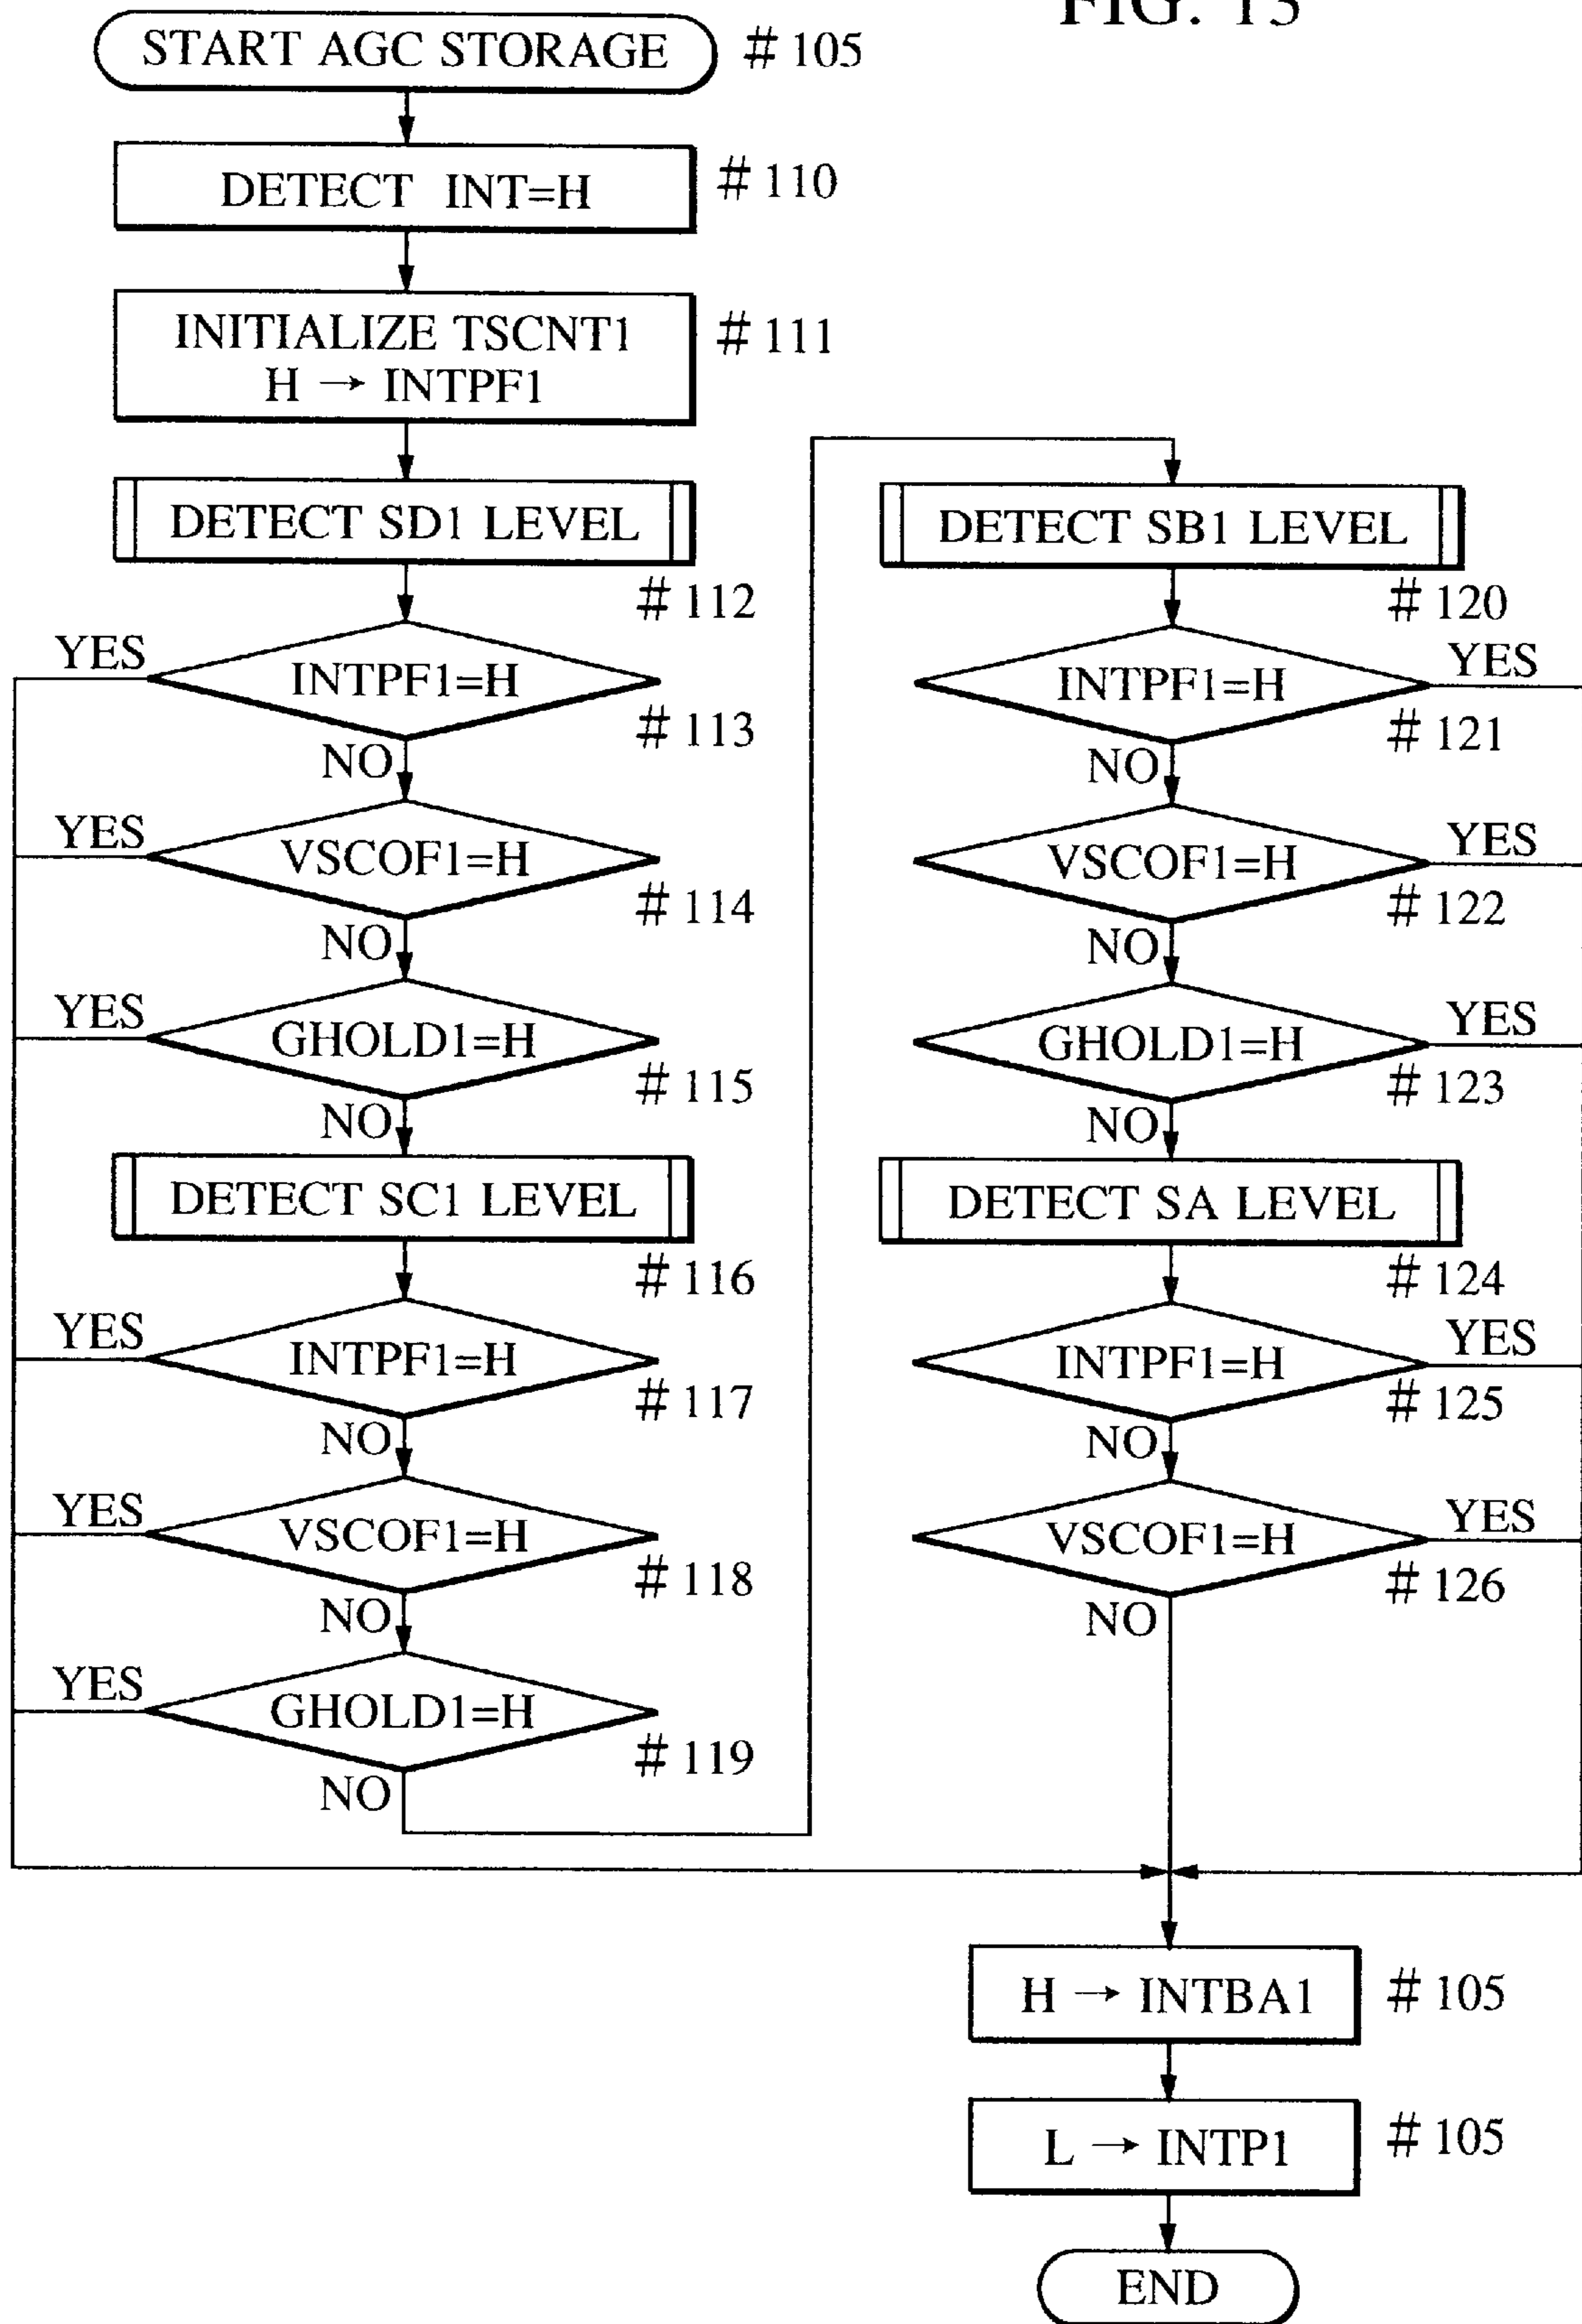 FIG. 13
START AGC STORAGE # 105
DETECT INT=H # 110
INITIALIZE TSCNT1 # 111
H → INTPF1
DETECT SD1 LEVEL
# 112
YES
INTPF1=H
# 113
NO
YES
VSCOF1=H
# 114
NO
YES
GHOLD1=H
# 115
NO
DETECT SC1 LEVEL
# 116
YES
INTPF1=H
# 117
NO
YES
VSCOF1=H
# 118
NO
YES
GHOLD1=H
# 119
NO
DETECT SB1 LEVEL
# 120
YES
INTPF1=H
# 121
NO
YES
VSCOF1=H
# 122
NO
YES
GHOLD1=H
# 123
NO
DETECT SA LEVEL
# 124
YES
INTPF1=H
# 125
NO
YES
VSCOF1=H
# 126
NO
H → INTBA1 # 105
L → INTP1 # 105
END